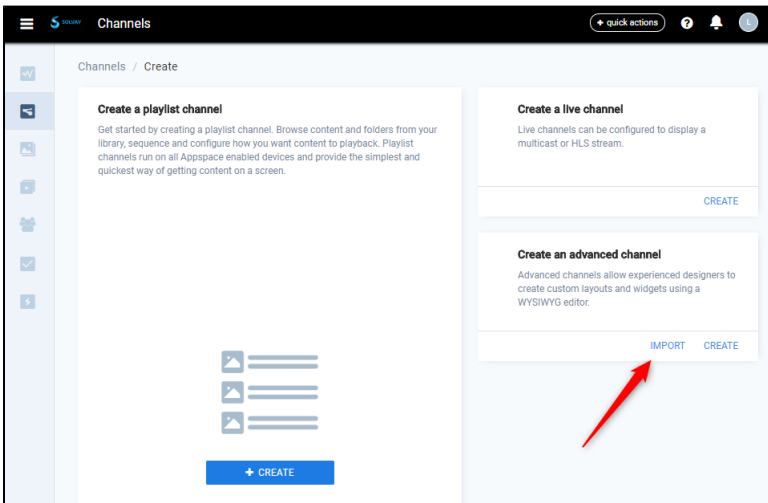 SOLVAY
Channels
+ quick actions
?
L
Channels / Create
Create a playlist channel
Get started by creating a playlist channel. Browse content and folders from your
library, sequence and configure how you want content to playback. Playlist
channels run on all Appspace enabled devices and provide the simplest and
quickest way of getting content on a screen.
+ CREATE
Create a live channel
Live channels can be configured to display a
multicast or HLS stream.
CREATE
Create an advanced channel
Advanced channels allow experienced designers to
create custom layouts and widgets using a
WYSIWYG editor.
IMPORT CREATE